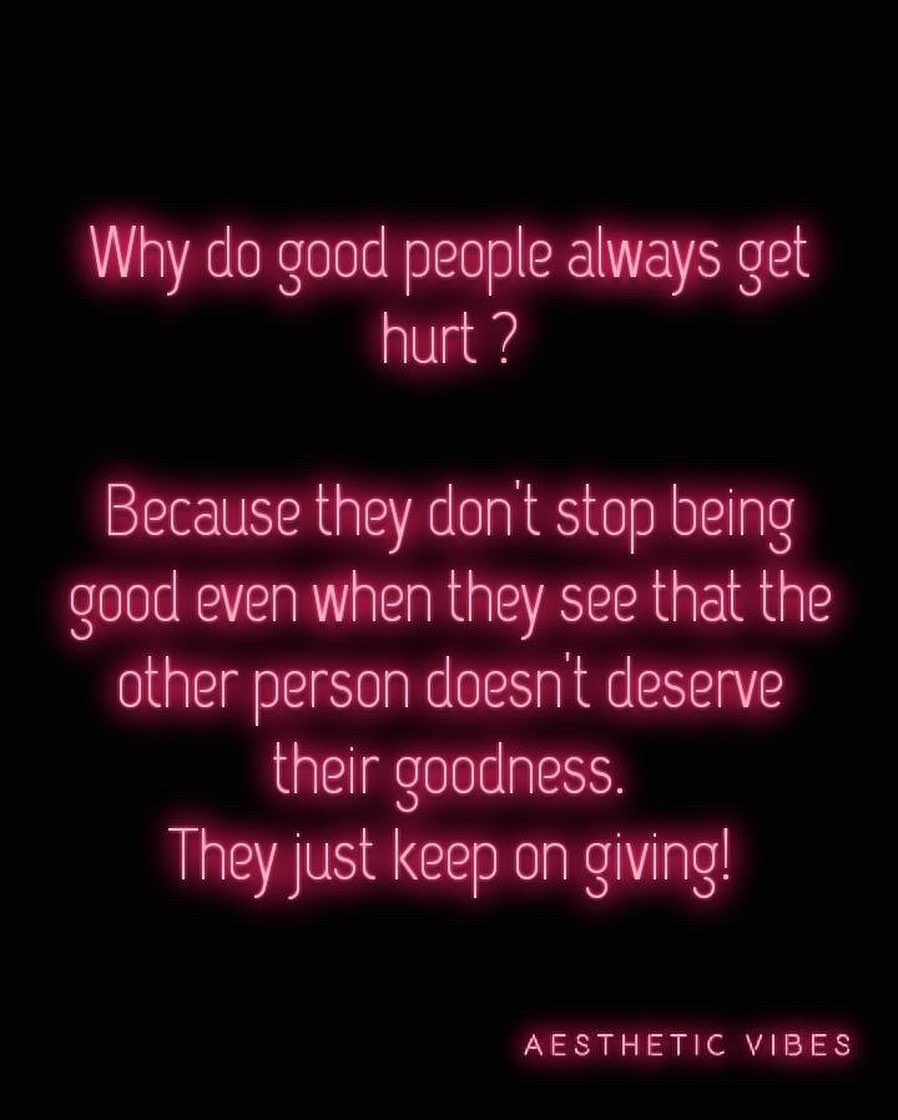 Why do good people always get
hurt ?
Because they don't stop being
good even when they see that the
other person doesn't deserve
their goodness.
They just keep on giving!
AESTHETIC VIBES